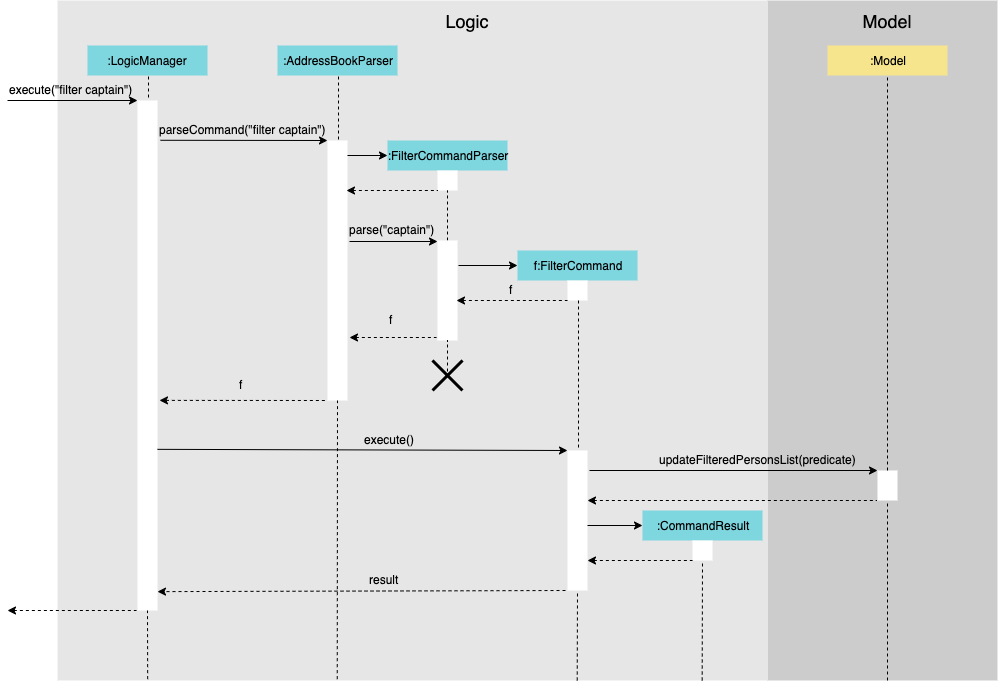 Logic
Model
:LogicManager
:AddressBookParser
:Model
execute("filter captain")
parseCommand("filter captain")
:FilterCommandParser
parse("captain")
f:FilterCommand
f
f
f
execute()
updateFilteredPersonsList(predicate)
:CommandResult
result